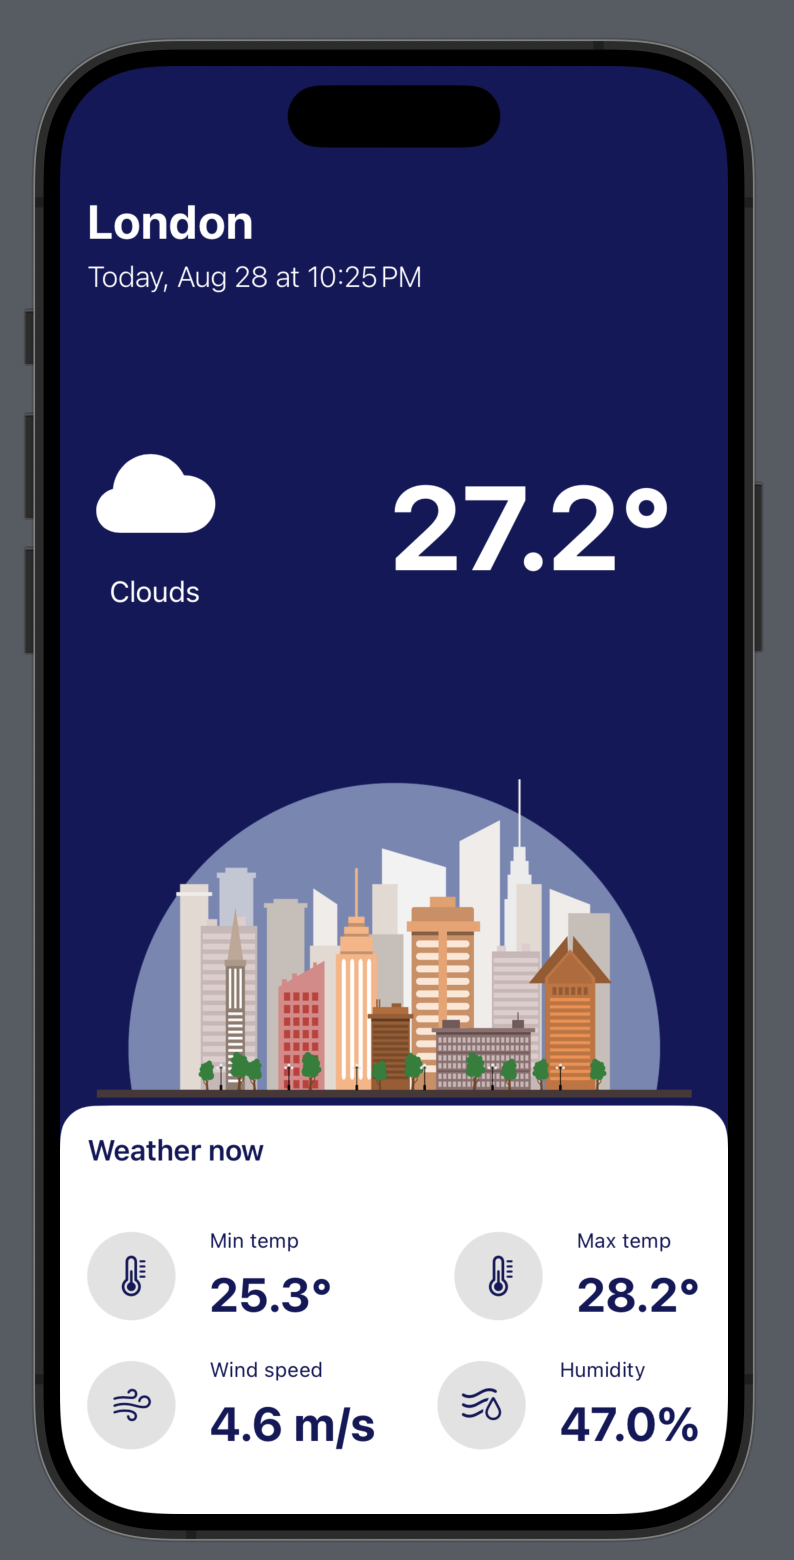 London
Today, Aug 28 at 10:25 PM
27.2°
Clouds
Weather now
Min temp
25.3°
Max temp
28.2°
Wind speed
4.6 m/s
Humidity
47.0%